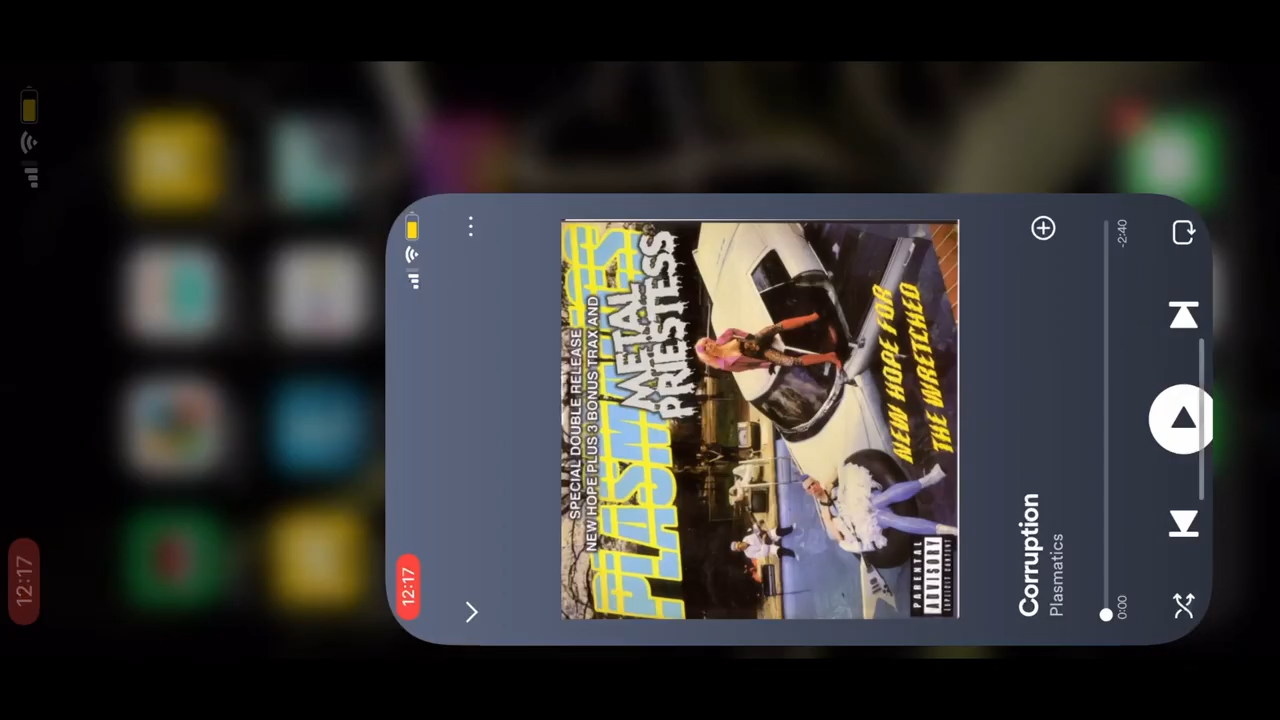 12:17
12:17
SPECIAL DOUBLE RELEASE
NEW HOPE PLUS 3 BONUS TRAX AND
PLASMATICS
METAL
PRIESTESS
NEW HOPE FOR
THE WRETCHED
PARENTAL
ADVISORY
EXPLICIT CONTENT
Corruption
Plasmatics
0:00
-2:40